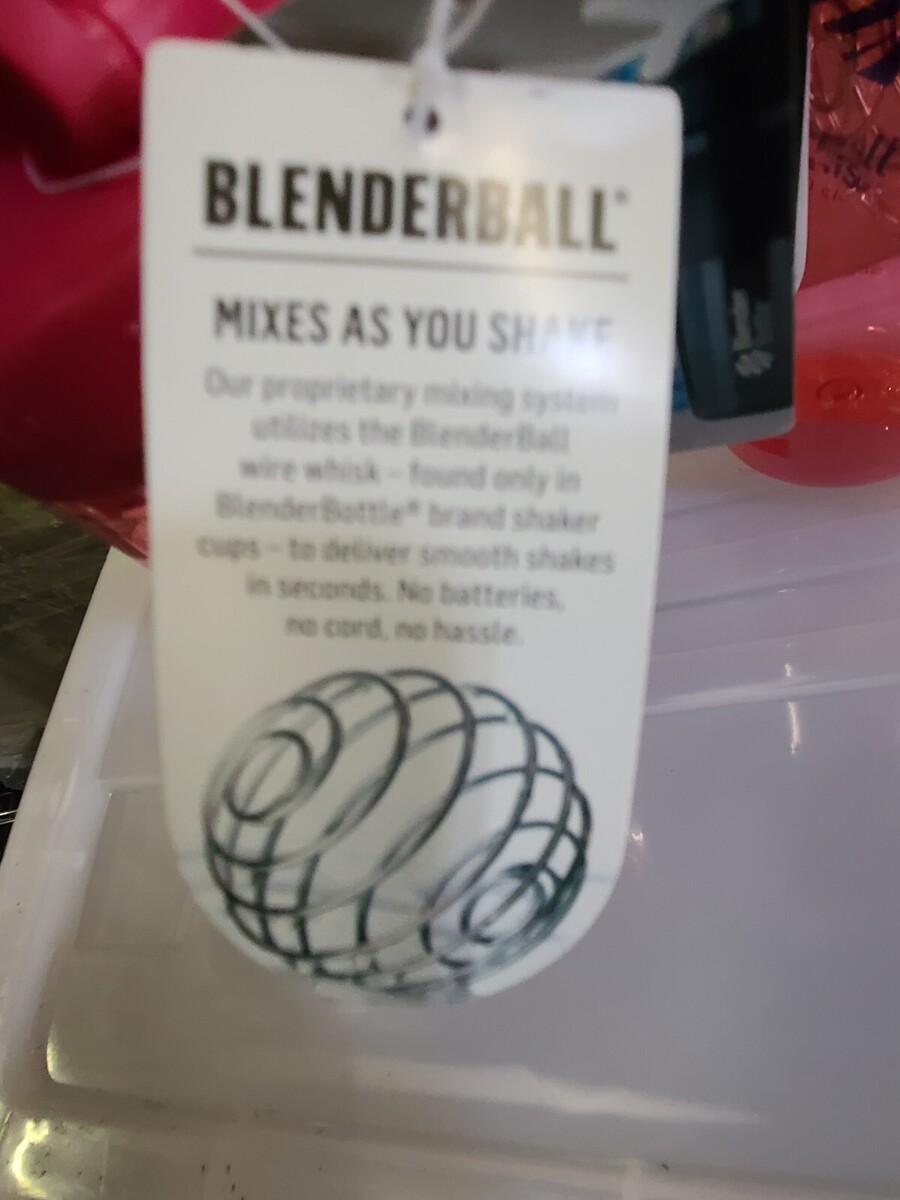 BLENDERBALL®
MIXES AS YOU SHAKE
Our proprietary mixing system
utilizes the BlenderBall
wire whisk – found only in
BlenderBottle® brand shaker
cups – to deliver smooth shakes
in seconds. No batteries,
no cord, no hassle.